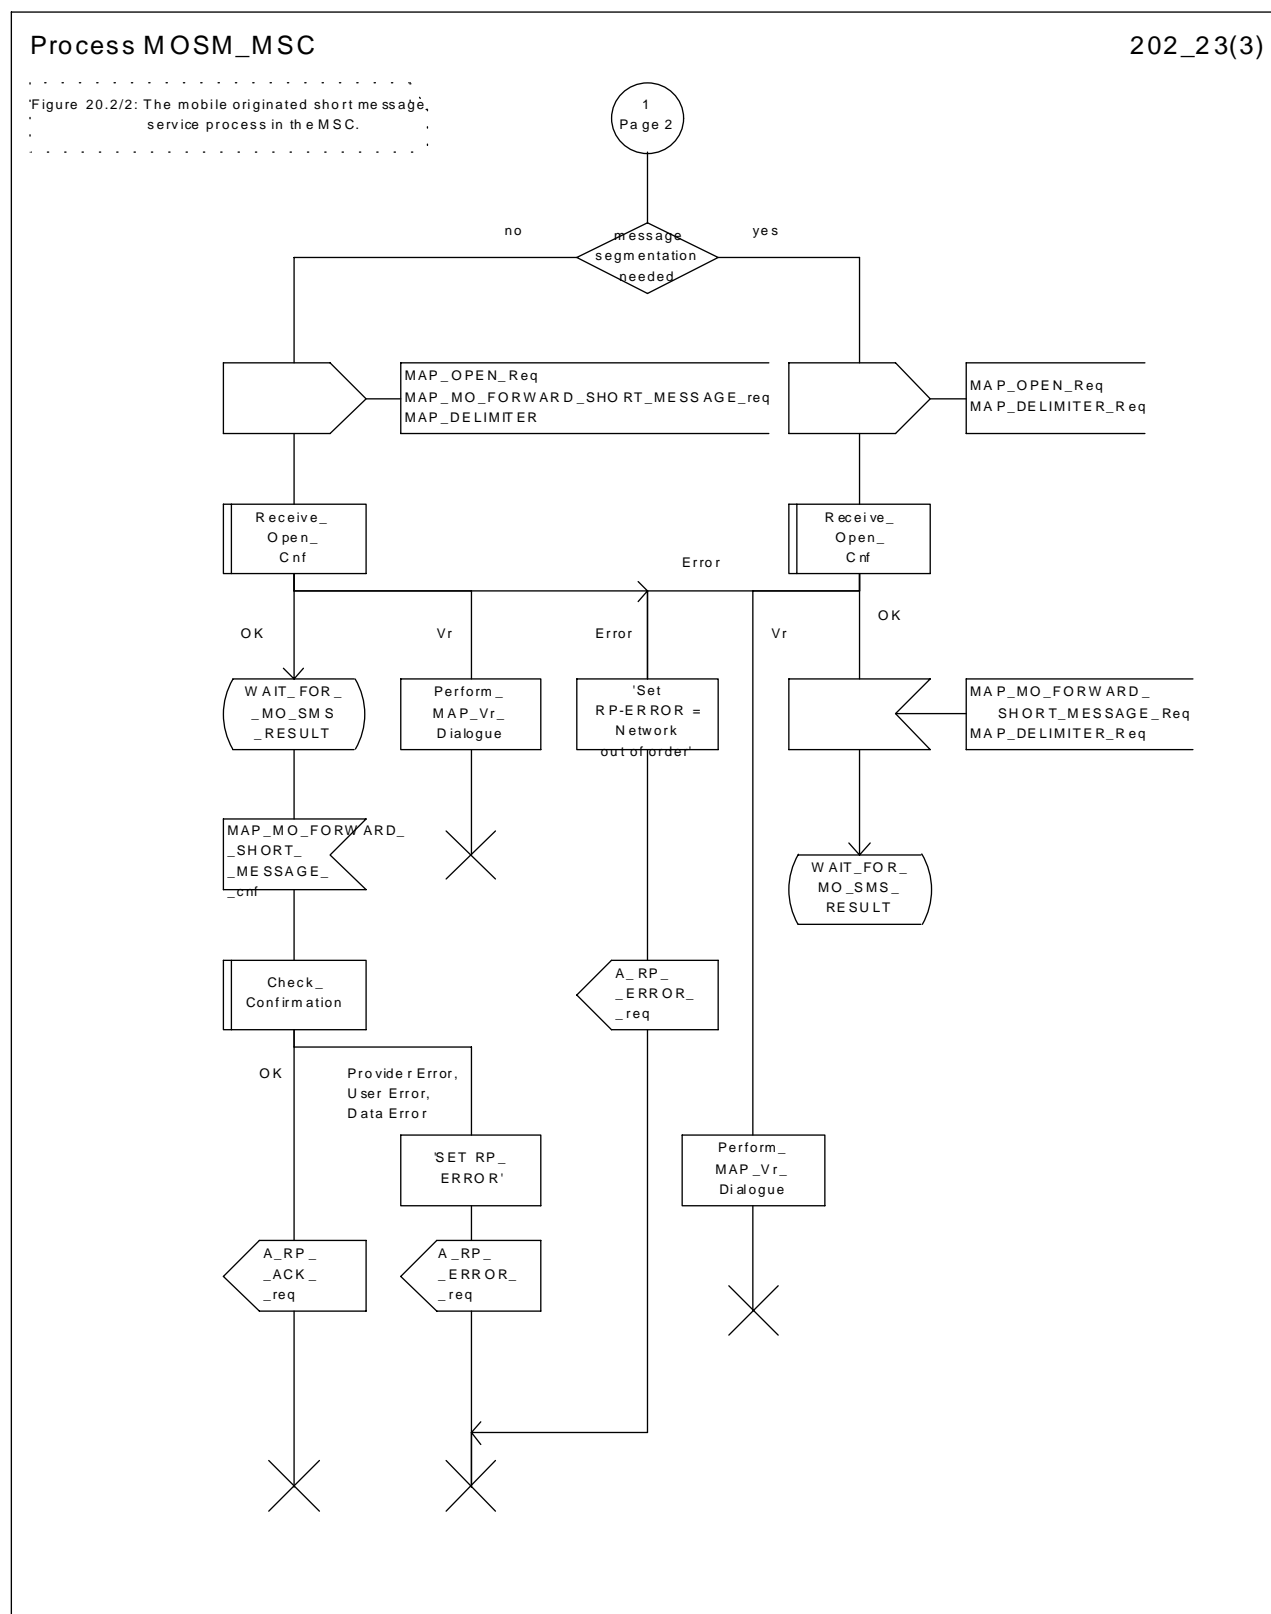 Process MOSM_MSC
202_23(3)
'Figure 20.2/2: The mobile originated short message
service process in the MSC.
1
Page 2
no
message
segmentation
needed
yes
MAP_OPEN_Req
MAP_MO_FORWARD_SHORT_MESSAGE_req
MAP_DELIMITER
MAP_OPEN_Req
MAP_DELIMITER_Req
Receive_
Open_
Cnf
Receive_
Open_
Cnf
Error
OK
Vr
Error
Vr
OK
WAIT_FOR_
_MO_SMS
_RESULT
Perform_
MAP_Vr_
Dialogue
'Set
RP-ERROR =
Network
out of order'
MAP_MO_FORWARD_
SHORT_MESSAGE_Req
MAP_DELIMITER_Req
MAP_MO_FORWARD_
_SHORT_
_MESSAGE_
_cnf
WAIT_FOR_
MO_SMS_
RESULT
Check_
Confirmation
A_RP_
_ERROR_
_req
OK
Provider Error,
User Error,
Data Error
'SET RP_
ERROR'
Perform_
MAP_Vr_
Dialogue
A_RP_
_ACK_
_req
A_RP_
_ERROR_
_req